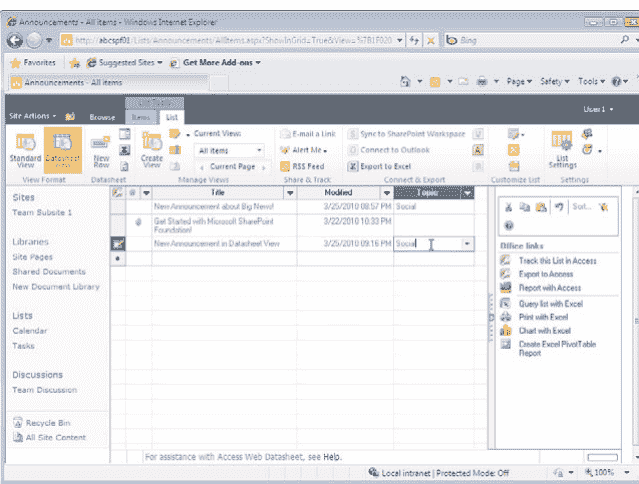 Announcements - All items - Windows Internet Explorer
http://abcspf01/Lists/Announcements/AllItems.aspx?ShowInGrid=True&View=%7B1F020
Bing
Favorites
Suggested Sites
Get More Add-ons
Announcements - All items
Page
Safety
Tools
User1
Site Actions
Browse
Items
List
Standard View
Datasheet View
New Row
Create View
Current View:
All Items
Current Page
E-mail a Link
Alert Me
RSS Feed
Sync to SharePoint Workspace
Connect to Outlook
Export to Excel
List Settings
View Format
Datasheet
Manage Views
Share & Track
Connect & Export
Customize List
Settings
Title
Modified
Topic
New Announcement about Big News!
3/25/2010 08:57 PM
Social
Get Started with Microsoft SharePoint
Foundation!
3/22/2010 10:33 PM
New Announcement in Datasheet View
3/25/2010 09:16 PM
Social
Sites
Team Subsite 1
Libraries
Site Pages
Shared Documents
New Document Library
Lists
Calendar
Tasks
Discussions
Team Discussion
Recycle Bin
All Site Content
Sort...
Office links
Track this List in Access
Export to Access
Report with Access
Query list with Excel
Print with Excel
Chart with Excel
Create Excel PivotTable
Report
For assistance with Access Web Datasheet, see Help.
Local intranet | Protected Mode: Off
100%